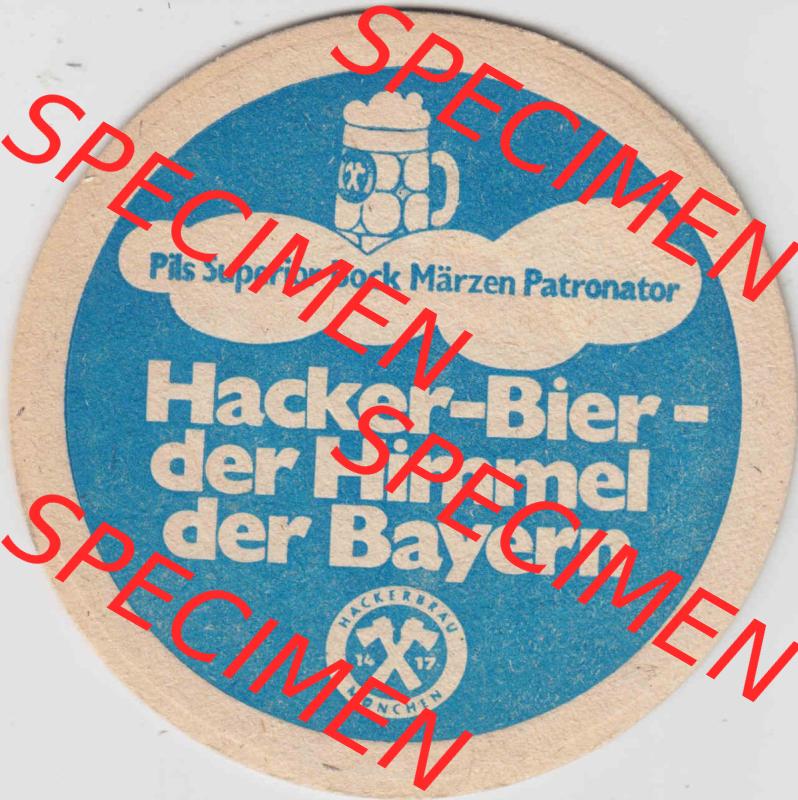 Pils Superior Bock Märzen Patronator
Hacker-Bier -
der Himmel
der Bayern
HACKERBRÄU
14 17
MÜNCHEN
SPECIMEN
SPECIMEN
SPECIMEN
SPECIMEN